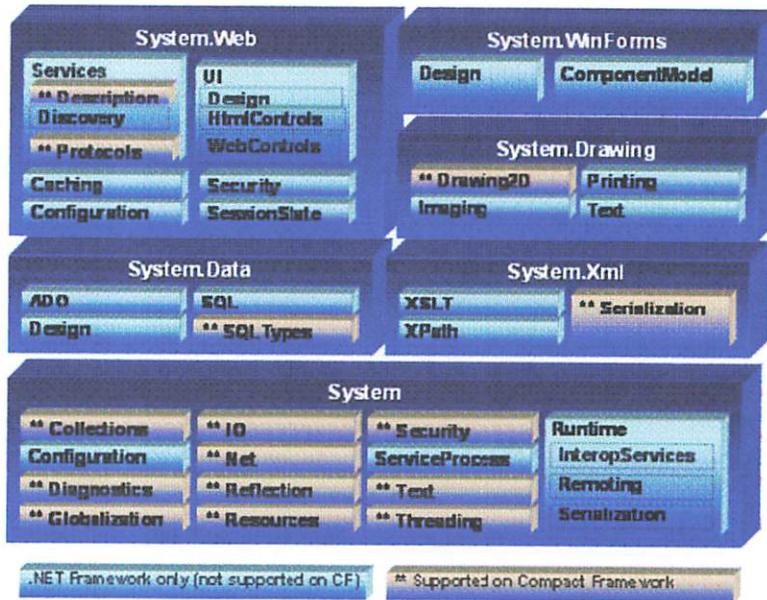 System.Web
Services
** Description
Discovery
** Protocols
UI
Design
HtmlControls
WebControls
Caching
Security
Configuration
SessionState
System.WinForms
Design
ComponentModel
System.Drawing
** Drawing2D
Printing
Imaging
Text
System.Data
ADO
SQL
Design
** SQLTypes
System.Xml
XSLT
XPath
** Serialization
System
** Collections
Configuration
** Diagnostics
** Globalization
** IO
** Net
** Reflection
** Resources
** Security
ServiceProcess
** Text
** Threading
Runtime
InteropServices
Remoting
Serialization
.NET Framework only (not supported on CF)
** Supported on Compact Framework